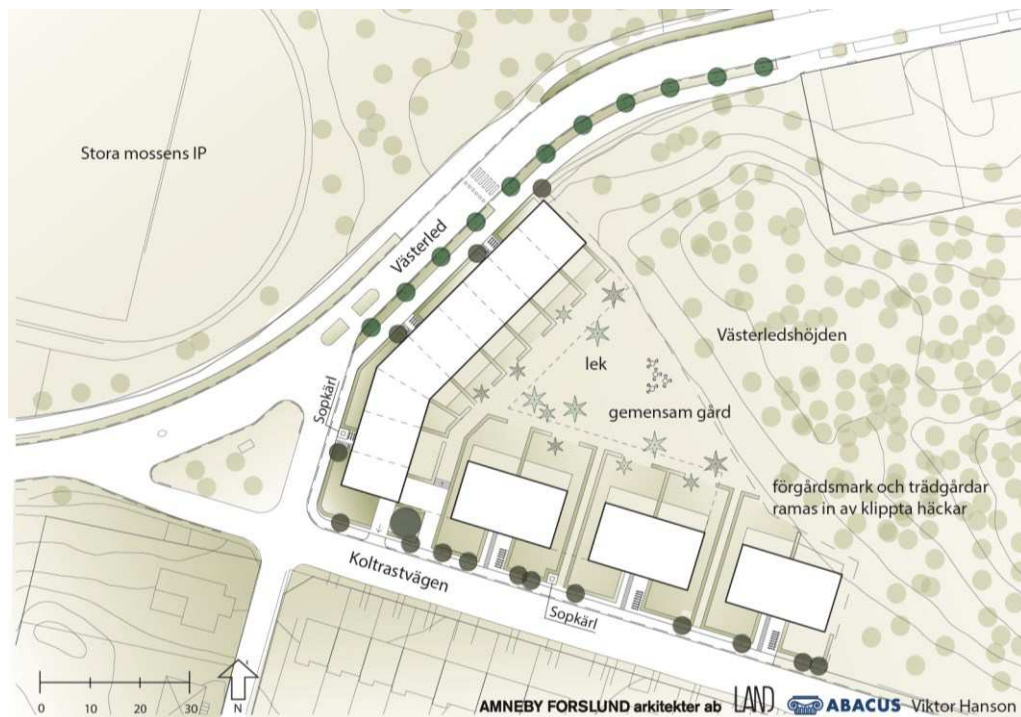 Stora mossens IP
Västerled
Västerledshöjden
lek
gemensam gård
Sopkärl
förgårdsmark och trädgårdar
ramas in av klippta häckar
Koltrastvägen
Sopkärl
0 10 20 30
N
AMNEBY FORSLUND arkitekter ab LAND ABACUS Viktor Hanson